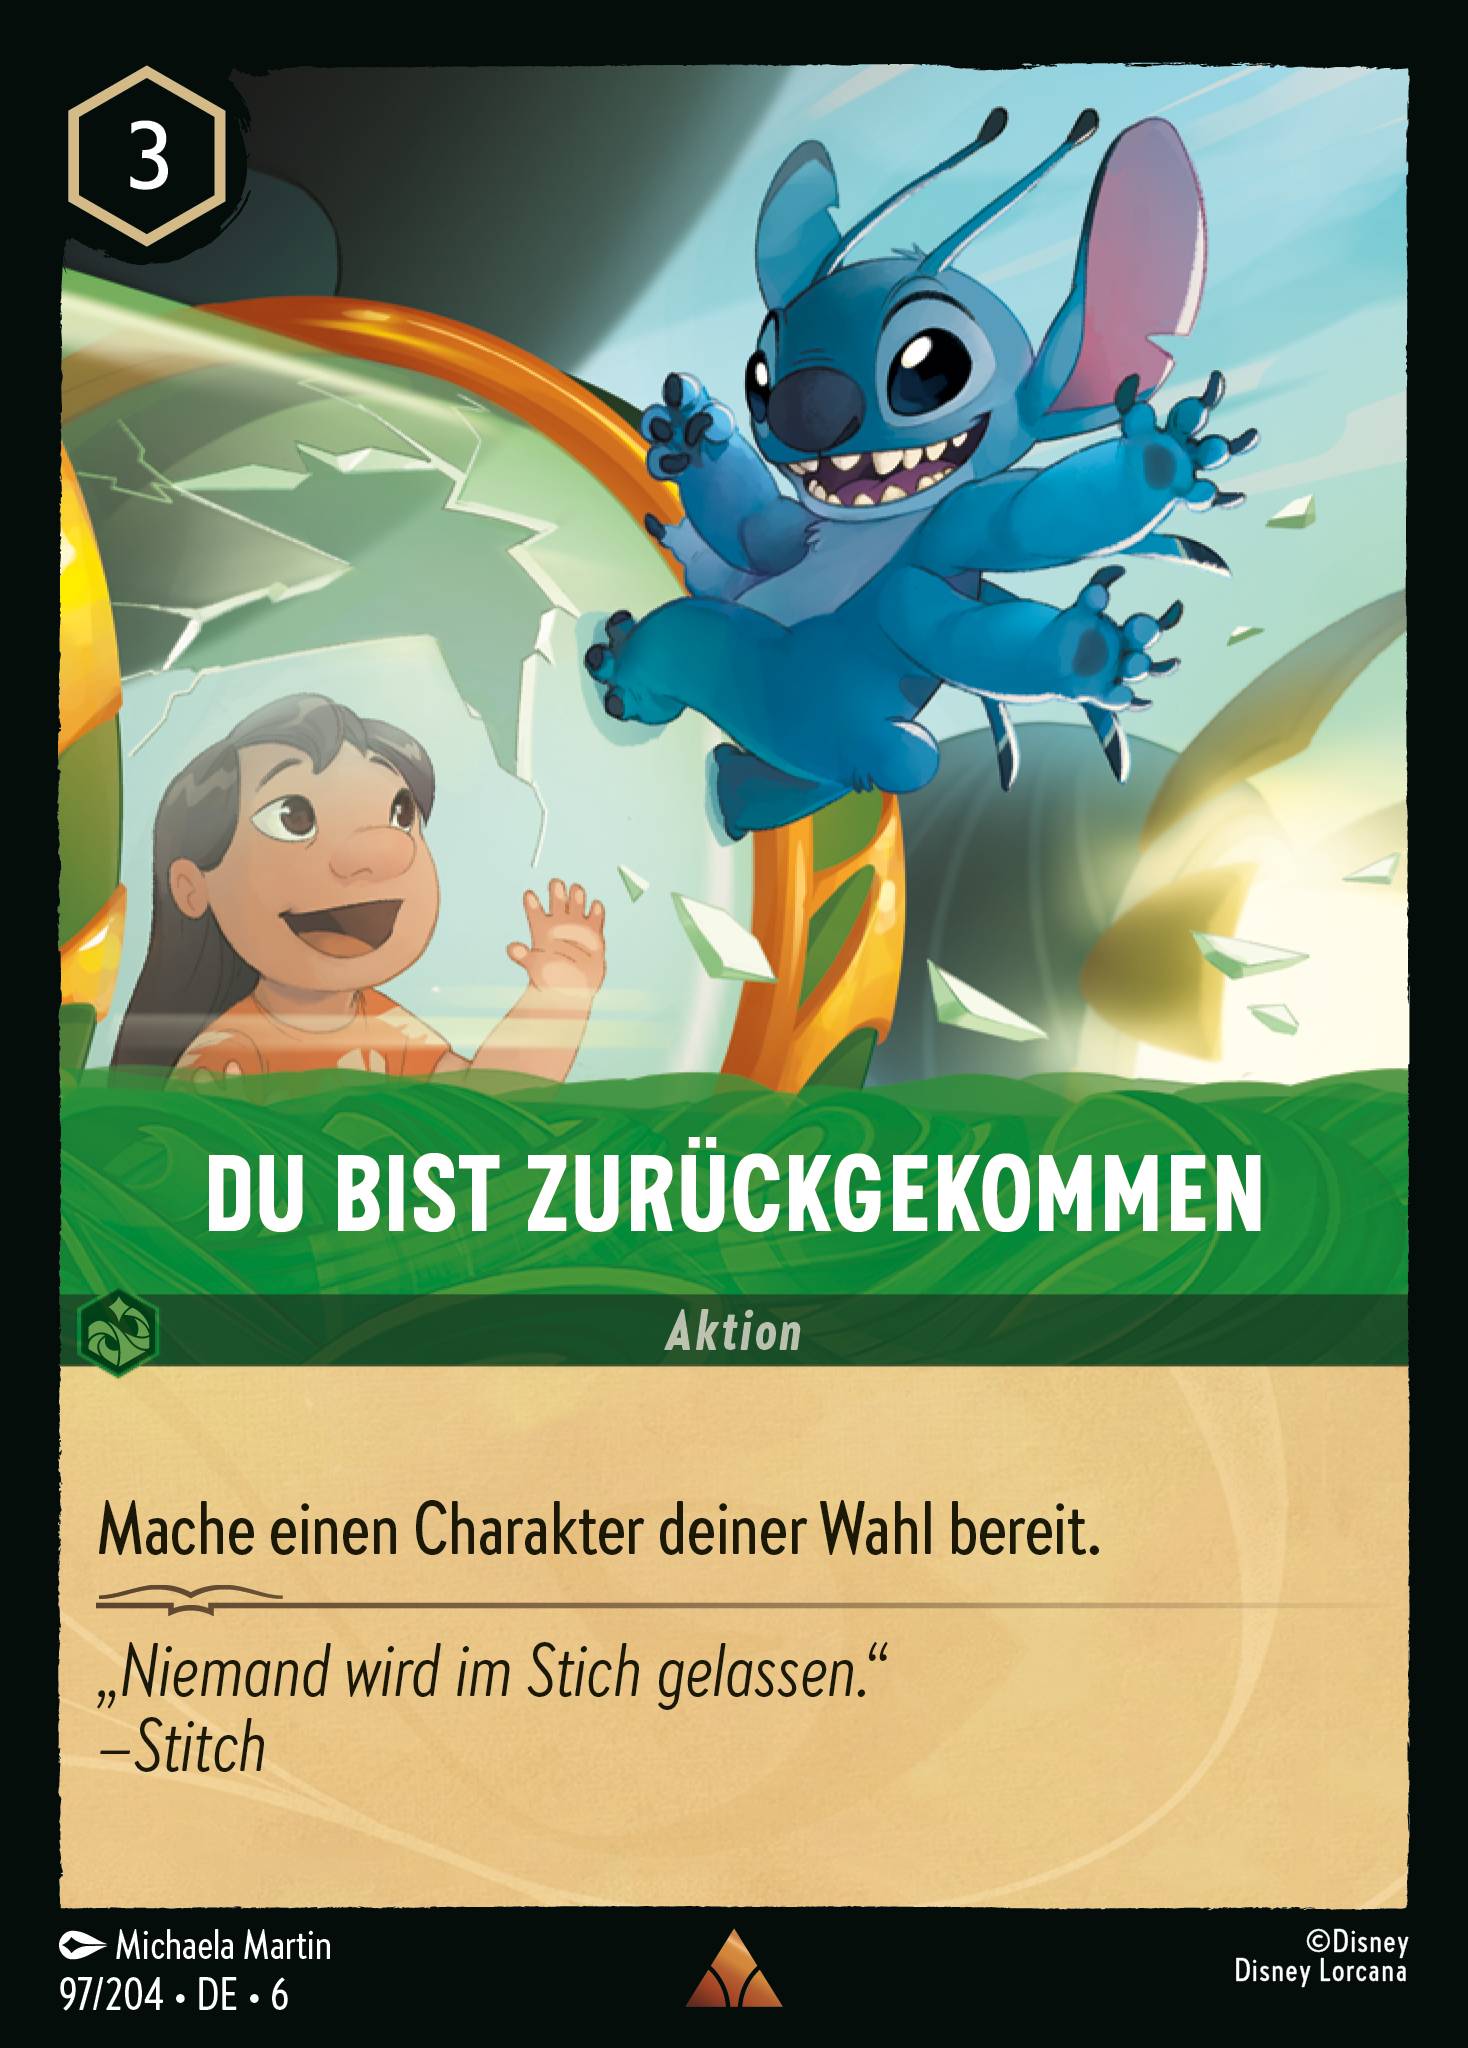 3
DU BIST ZURÜCKGEKOMMEN
Aktion
Mache einen Charakter deiner Wahl bereit.
„Niemand wird im Stich gelassen.“
—Stitch
Michaela Martin
97/204 • DE • 6
©Disney
Disney Lorcana